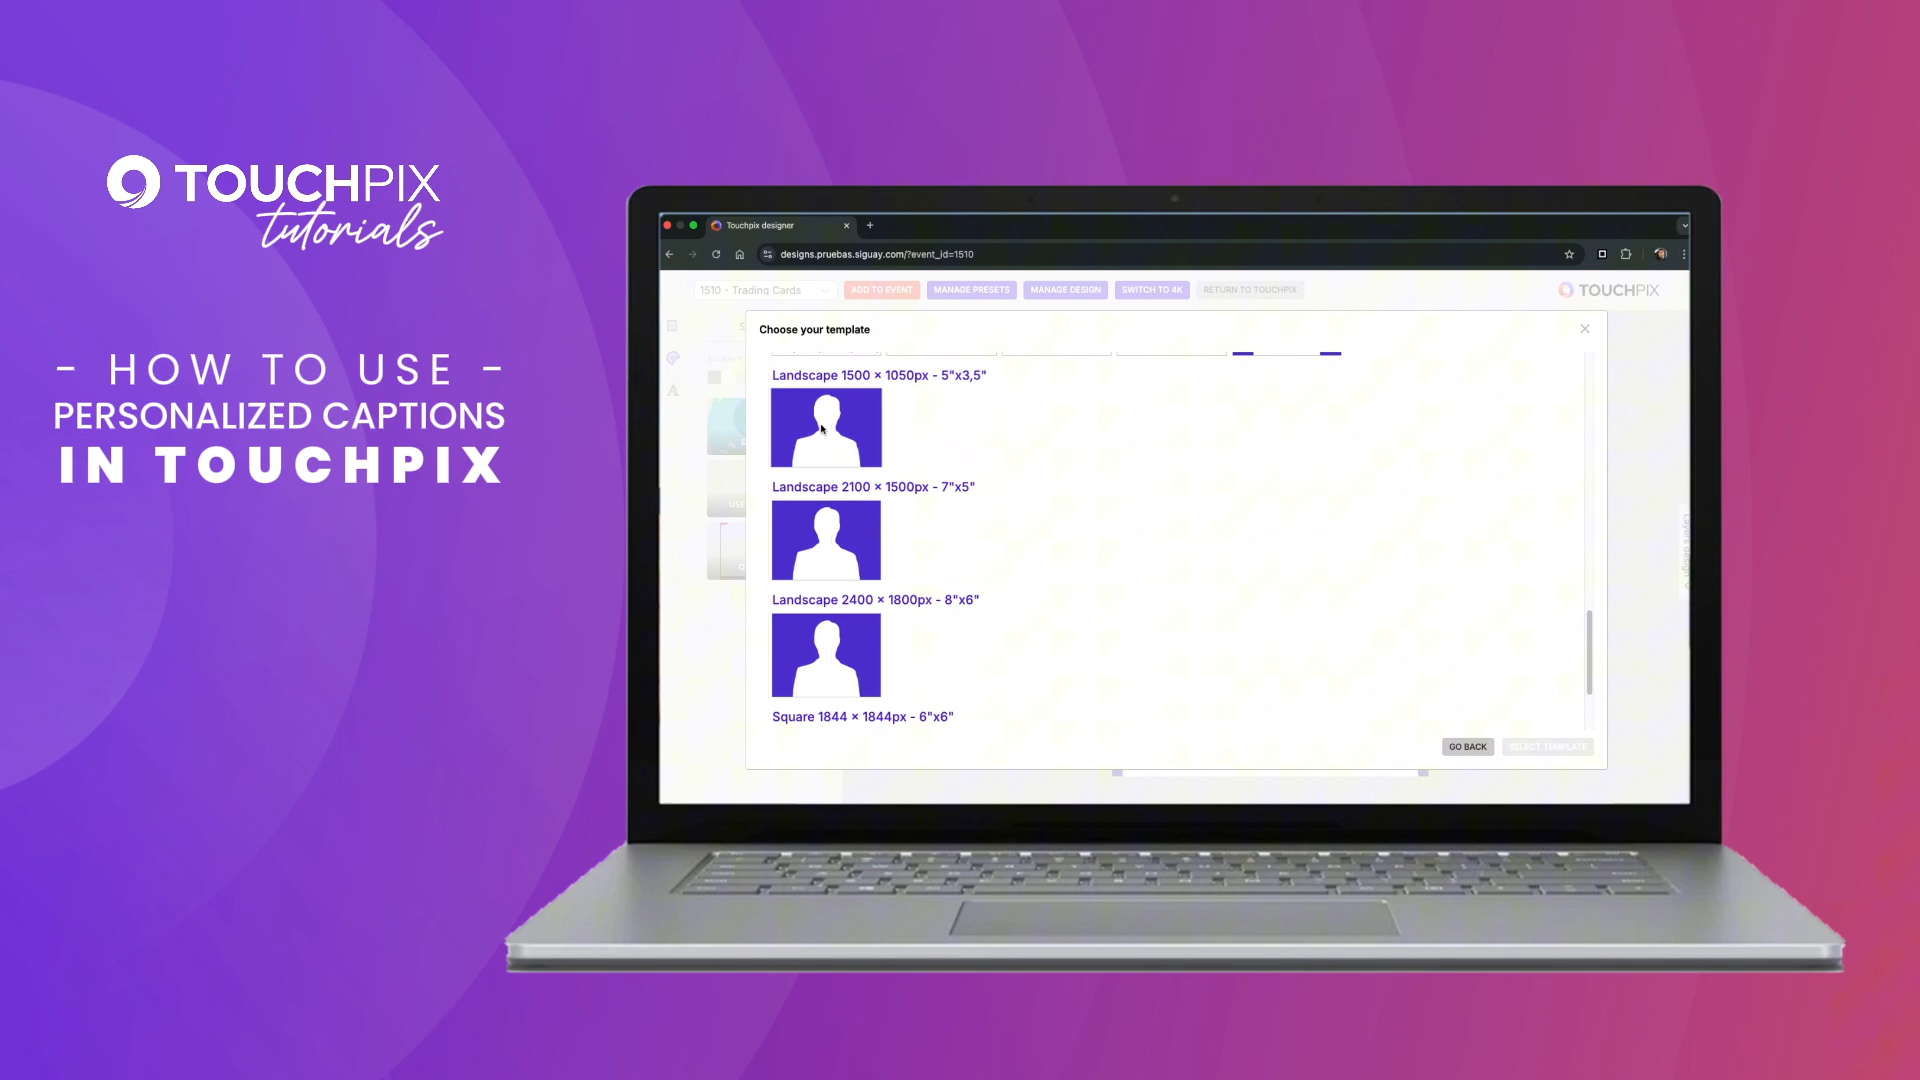 TOUCHPIX
tutorials
- HOW TO USE -
PERSONALIZED CAPTIONS
IN TOUCHPIX
Touchpix designer
designs.pruebas.siguay.com/?event_id=1510
1510 - Trading Cards
ADD TO EVENT
MANAGE PRESETS
MANAGE DESIGN
SWITCH TO 4K
RETURN TO TOUCHPIX
TOUCHPIX
Choose your template
Landscape 1500 × 1050px - 5"x3,5"
Landscape 2100 × 1500px - 7"x5"
Landscape 2400 × 1800px - 8"x6"
Square 1844 × 1844px - 6"x6"
GO BACK
SELECT TEMPLATE